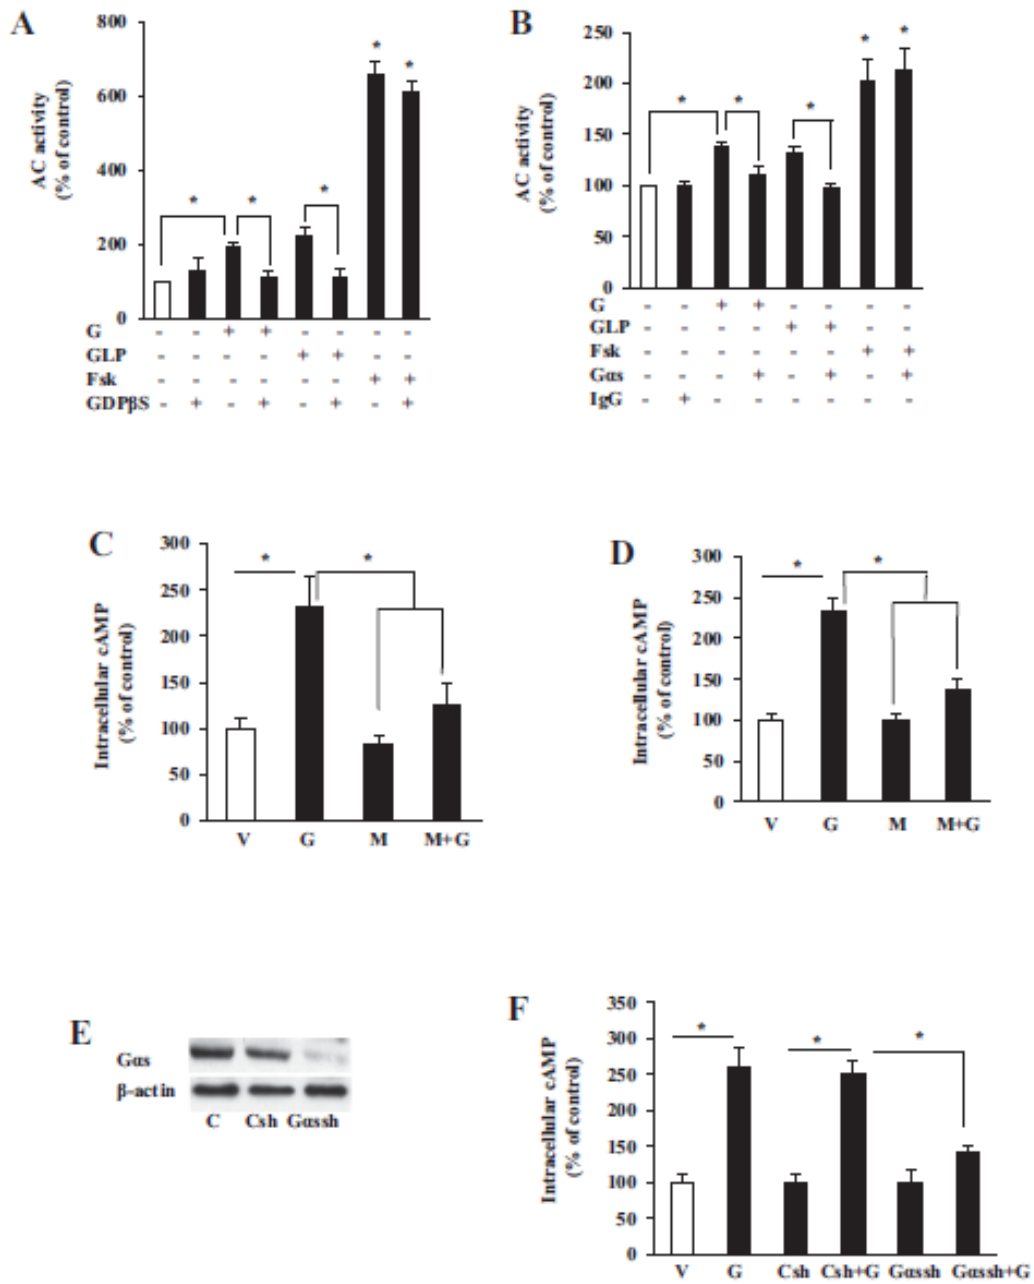 A
AC activity
(% of control)
800
600
400
200
0
* * * * *
G - - + + - - - -
GLP - - - - + + - -
Fsk - - - - - - + +
GDPβS - + - + - + - +
B
AC activity
(% of control)
250
200
150
100
50
0
* * * * *
G - - + + - - - -
GLP - - - - + + - -
Fsk - - - - - - + +
Gαs - - - + - + - +
IgG - + - - - - - -
C
Intracellular cAMP
(% of control)
300
250
200
150
100
50
0
* *
V G M M+G
D
Intracellular cAMP
(% of control)
300
250
200
150
100
50
0
* *
V G M M+G
E
Gαs
β-actin
C Csh Gαssh
F
Intracellular cAMP
(% of control)
350
300
250
200
150
100
50
0
* * *
V G Csh Csh+G Gαssh Gαssh+G